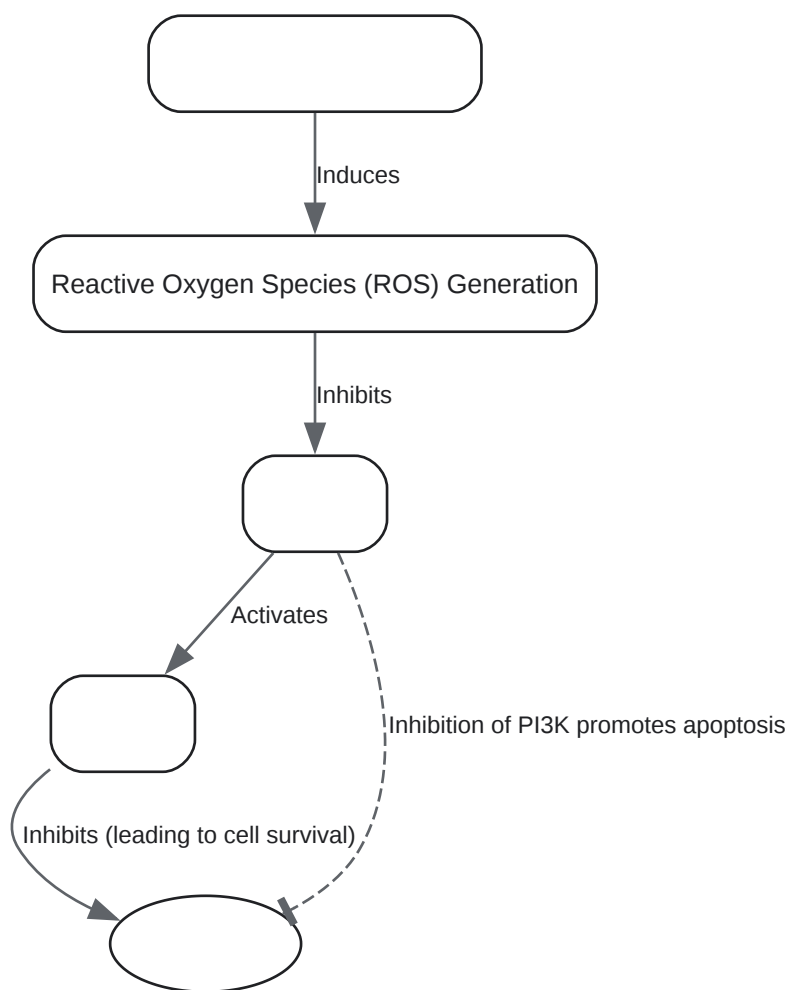 Induces
Reactive Oxygen Species (ROS) Generation
Inhibits
Activates
Inhibition of PI3K promotes apoptosis
Inhibits (leading to cell survival)